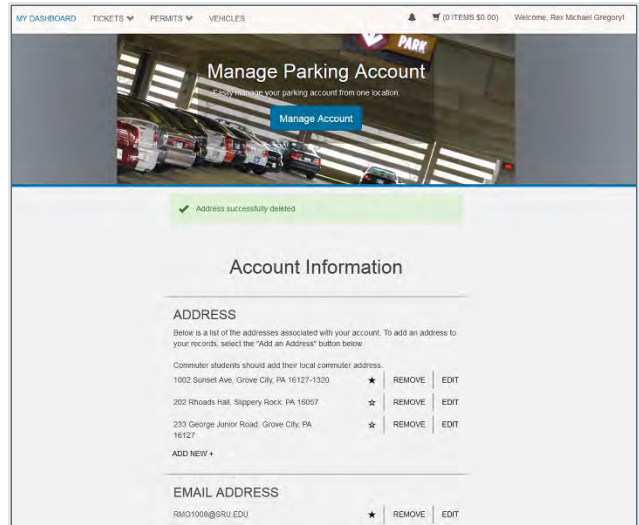 MY DASHBOARD TICKETS PERMITS VEHICLES (0 ITEMS $0.00) Welcome, Rex Michael Gregory!
PARK
Manage Parking Account
Easily manage your parking account from one location.
Manage Account
Address successfully deleted
Account Information
ADDRESS
Below is a list of the addresses associated with your account. To add an address to
your records, select the "Add an Address" button below.
Commuter students should add their local commuter address.
1002 Sunset Ave, Grove City, PA 16127-1320 ★ REMOVE EDIT
202 Rhoads Hall, Slippery Rock, PA 16057 ☆ REMOVE EDIT
233 George Junior Road, Grove City, PA ☆ REMOVE EDIT
16127
ADD NEW +
EMAIL ADDRESS
RMG1008@SRU.EDU ★ REMOVE EDIT